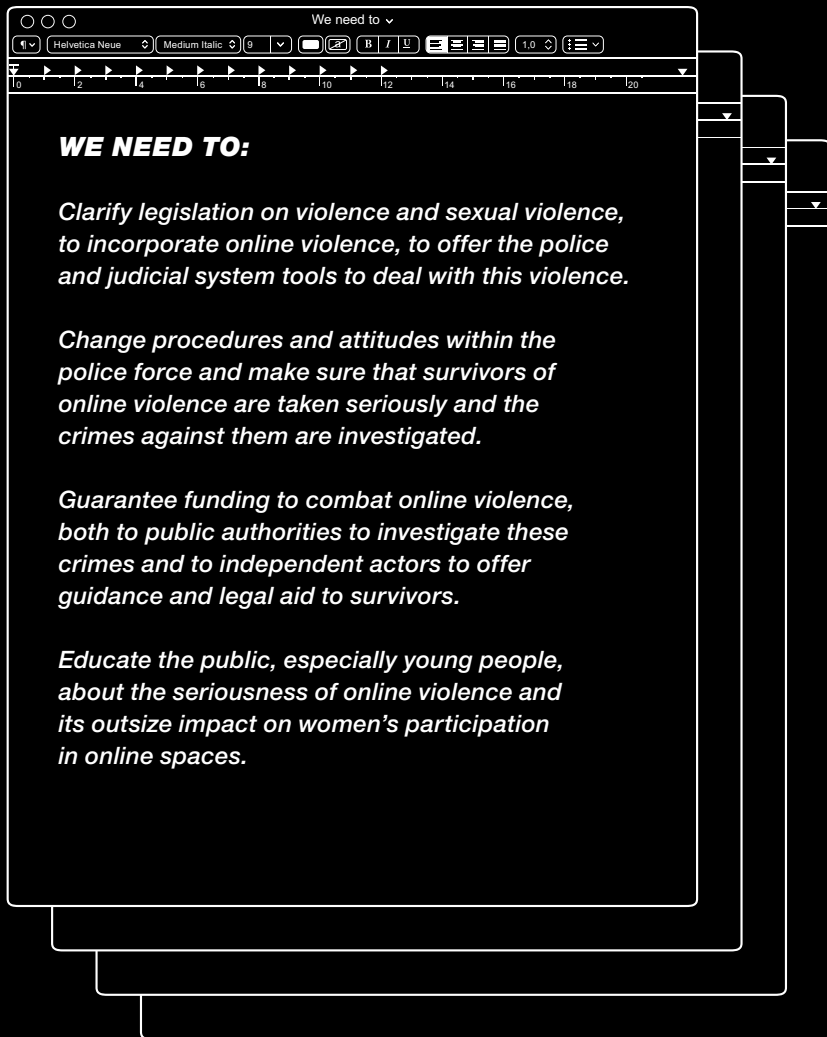 We need to
¶
Helvetica Neue
Medium Italic
9
a
B I U
1,0
0 2 4 6 8 10 12 14 16 18 20
WE NEED TO:
Clarify legislation on violence and sexual violence,
to incorporate online violence, to offer the police
and judicial system tools to deal with this violence.
Change procedures and attitudes within the
police force and make sure that survivors of
online violence are taken seriously and the
crimes against them are investigated.
Guarantee funding to combat online violence,
both to public authorities to investigate these
crimes and to independent actors to offer
guidance and legal aid to survivors.
Educate the public, especially young people,
about the seriousness of online violence and
its outsize impact on women’s participation
in online spaces.